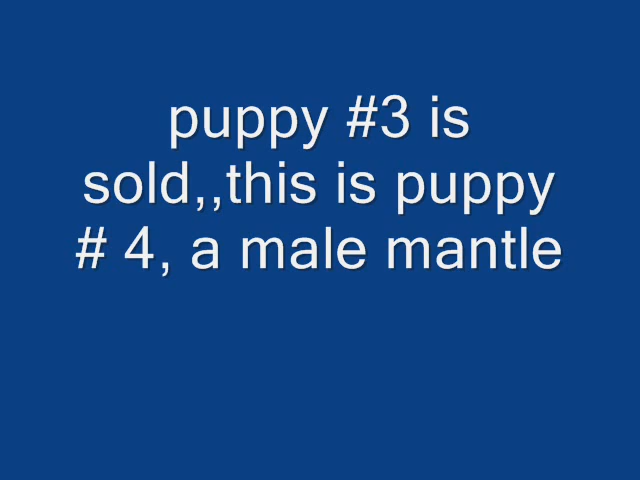 puppy #3 is
sold,,this is puppy
# 4, a male mantle